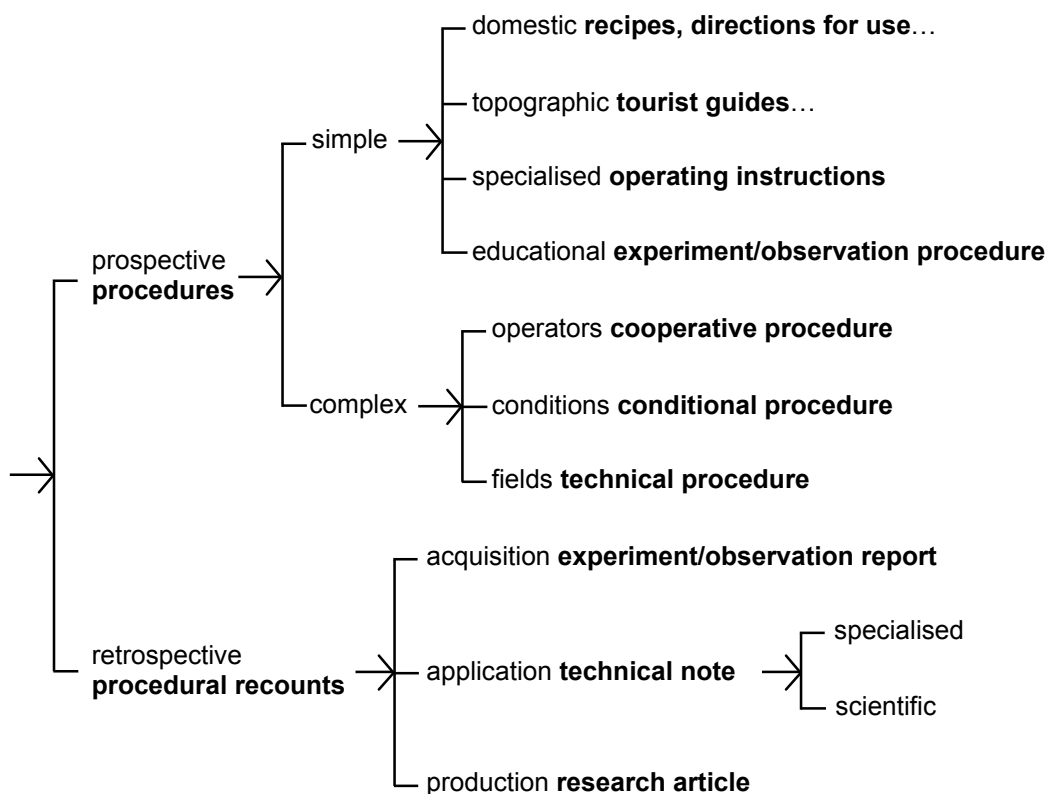 domestic recipes, directions for use…
topographic tourist guides…
simple
specialised operating instructions
educational experiment/observation procedure
prospective
procedures
operators cooperative procedure
complex
conditions conditional procedure
fields technical procedure
acquisition experiment/observation report
specialised
retrospective
procedural recounts
application technical note
scientific
production research article